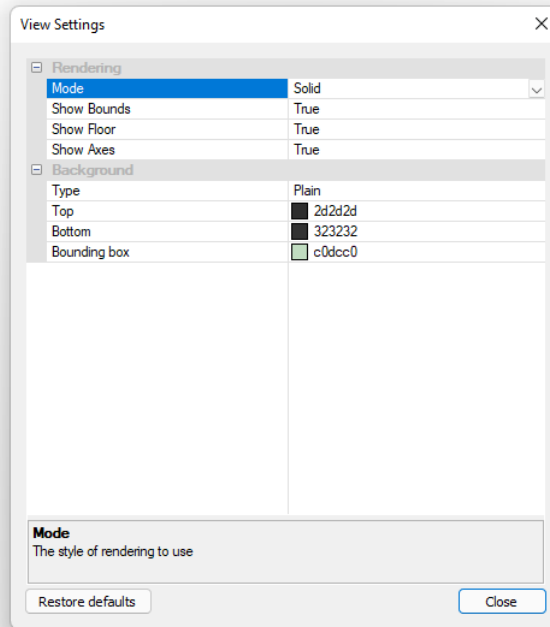 View Settings
Rendering
Mode Solid
Show Bounds True
Show Floor True
Show Axes True
Background
Type Plain
Top 2d2d2d
Bottom 323232
Bounding box c0dcc0
Mode
The style of rendering to use
Restore defaults Close